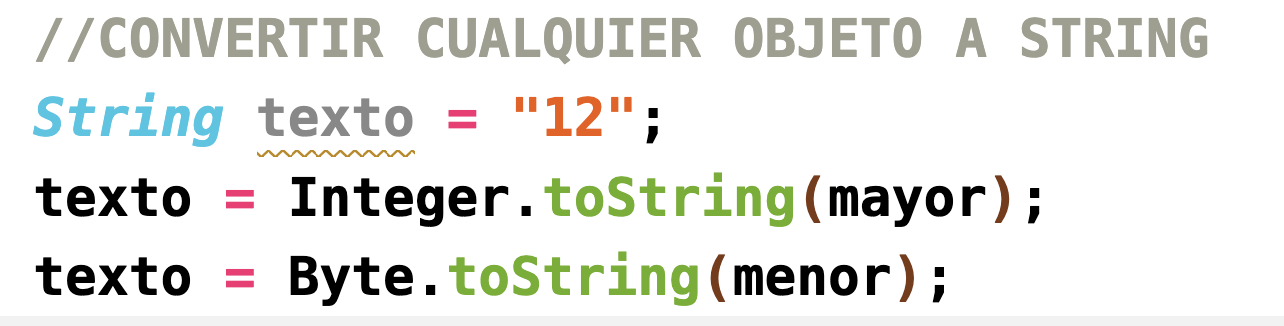 //CONVERTIR CUALQUIER OBJETO A STRING
String texto = "12";
texto = Integer.toString(mayor);
texto = Byte.toString(menor);